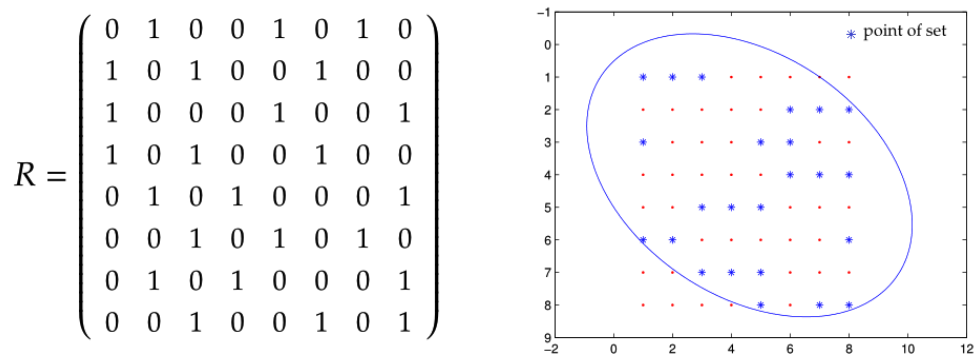 R =
0 1 0 0 1 0 1 0
1 0 1 0 0 1 0 0
1 0 0 0 1 0 0 1
1 0 1 0 0 1 0 0
0 1 0 1 0 0 0 1
0 0 1 0 1 0 1 0
0 1 0 1 0 0 0 1
0 0 1 0 0 1 0 1
−1
0
1
2
3
4
5
6
7
8
9
point of set
−2 0 2 4 6 8 10 12